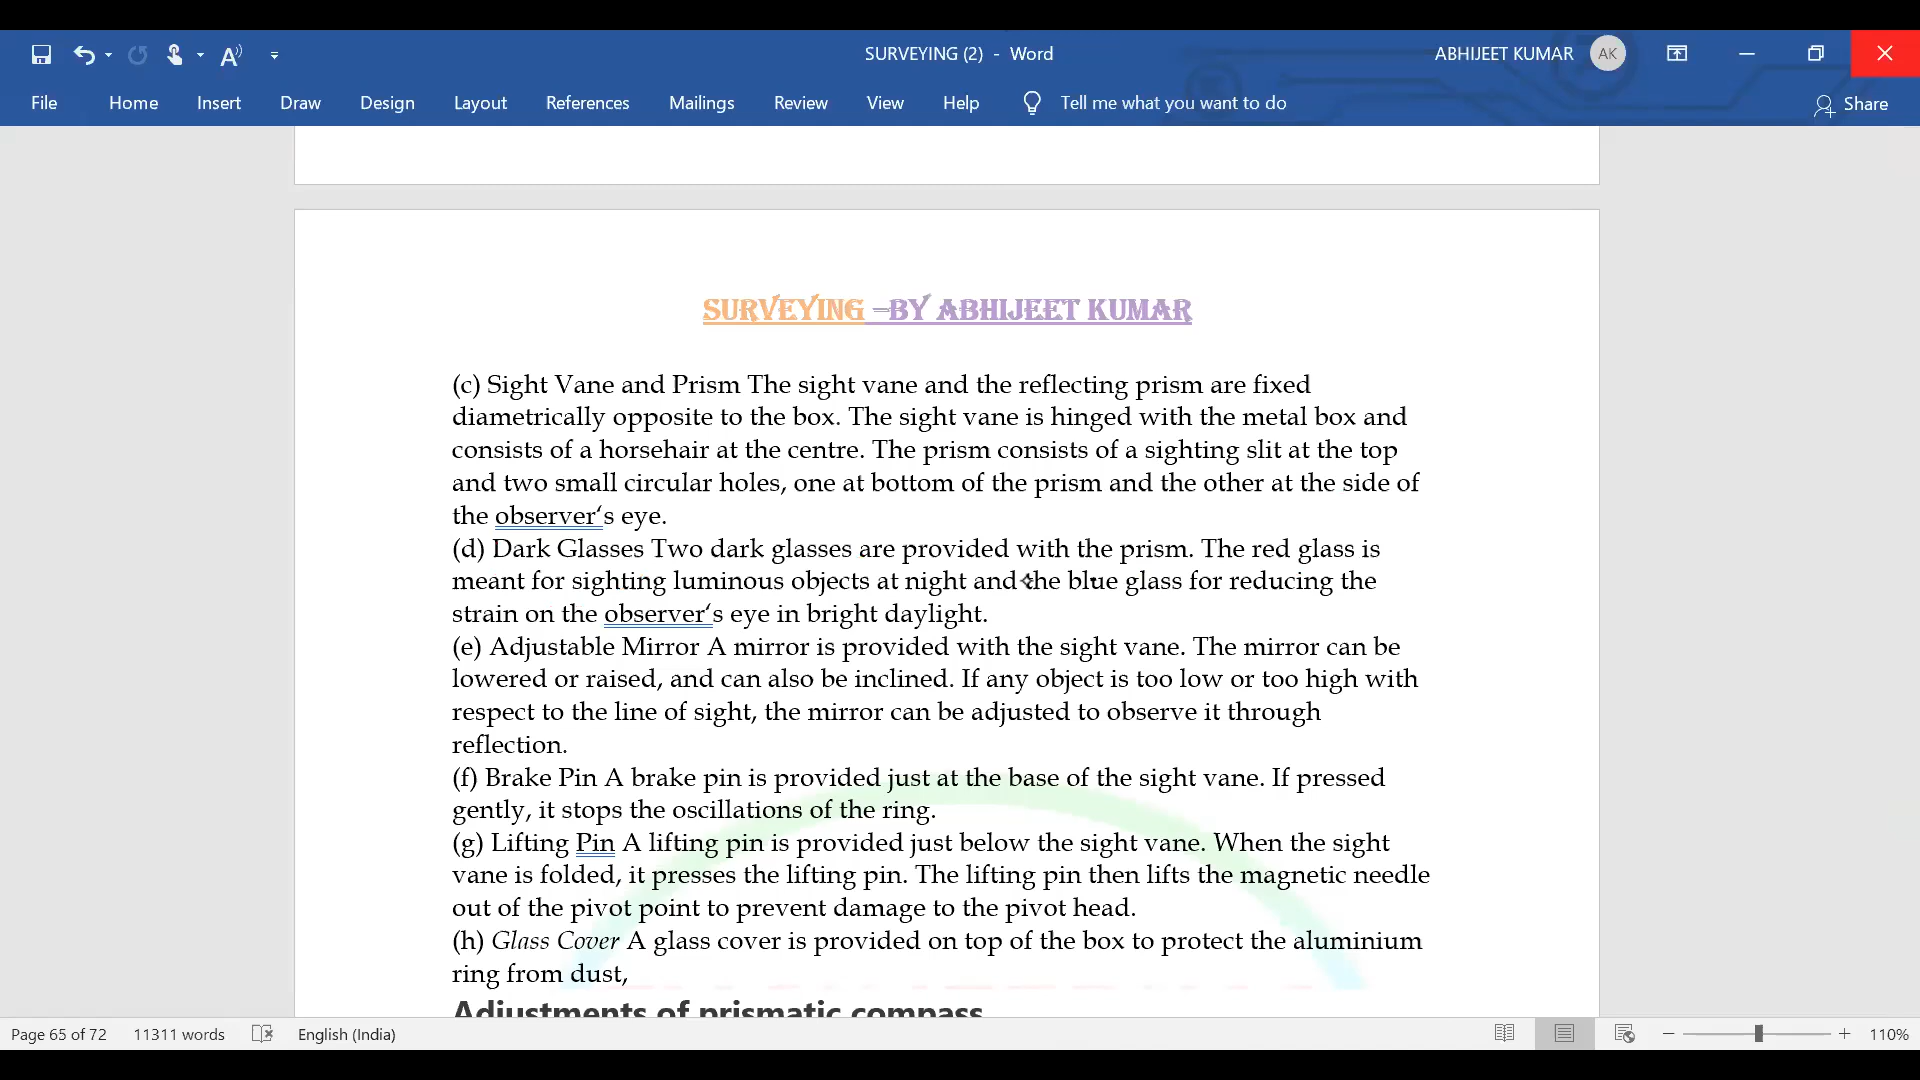 SURVEYING (2) - Word
ABHIJEET KUMAR AK
File Home Insert Draw Design Layout References Mailings Review View Help Tell me what you want to do Share
SURVEYING –BY ABHIJEET KUMAR
(c) Sight Vane and Prism The sight vane and the reflecting prism are fixed
diametrically opposite to the box. The sight vane is hinged with the metal box and
consists of a horsehair at the centre. The prism consists of a sighting slit at the top
and two small circular holes, one at bottom of the prism and the other at the side of
the observer‘s eye.
(d) Dark Glasses Two dark glasses are provided with the prism. The red glass is
meant for sighting luminous objects at night and the blue glass for reducing the
strain on the observer‘s eye in bright daylight.
(e) Adjustable Mirror A mirror is provided with the sight vane. The mirror can be
lowered or raised, and can also be inclined. If any object is too low or too high with
respect to the line of sight, the mirror can be adjusted to observe it through
reflection.
(f) Brake Pin A brake pin is provided just at the base of the sight vane. If pressed
gently, it stops the oscillations of the ring.
(g) Lifting Pin A lifting pin is provided just below the sight vane. When the sight
vane is folded, it presses the lifting pin. The lifting pin then lifts the magnetic needle
out of the pivot point to prevent damage to the pivot head.
(h) Glass Cover A glass cover is provided on top of the box to protect the aluminium
ring from dust,
Adjustments of prismatic compass
Page 65 of 72 11311 words English (India) 110%